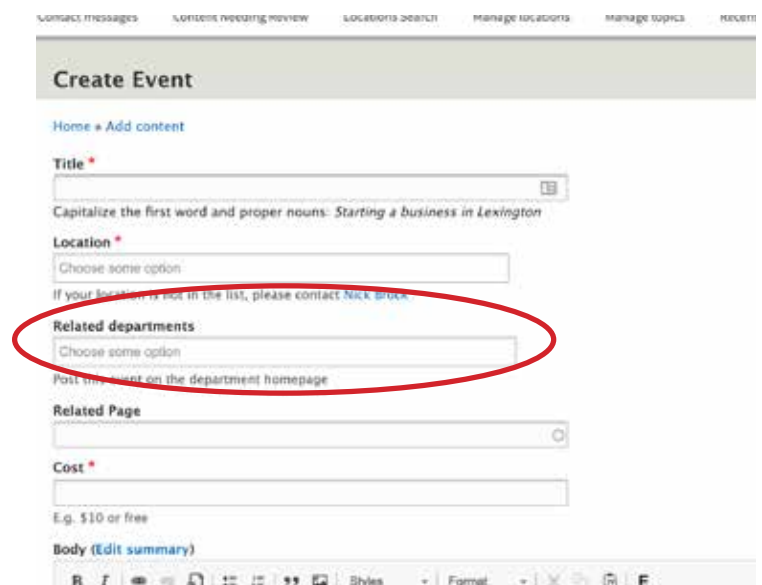 Contact messages Content Needing Review Locations Search Manage locations Manage topics Recent
Create Event
Home » Add content
Title *
Capitalize the first word and proper nouns: Starting a business in Lexington
Location *
Choose some option
If your location is not in the list, please contact Nick Brock
Related departments
Choose some option
Post this event on the department homepage
Related Page
Cost *
E.g. $10 or free
Body (Edit summary)
B I Styles Format F